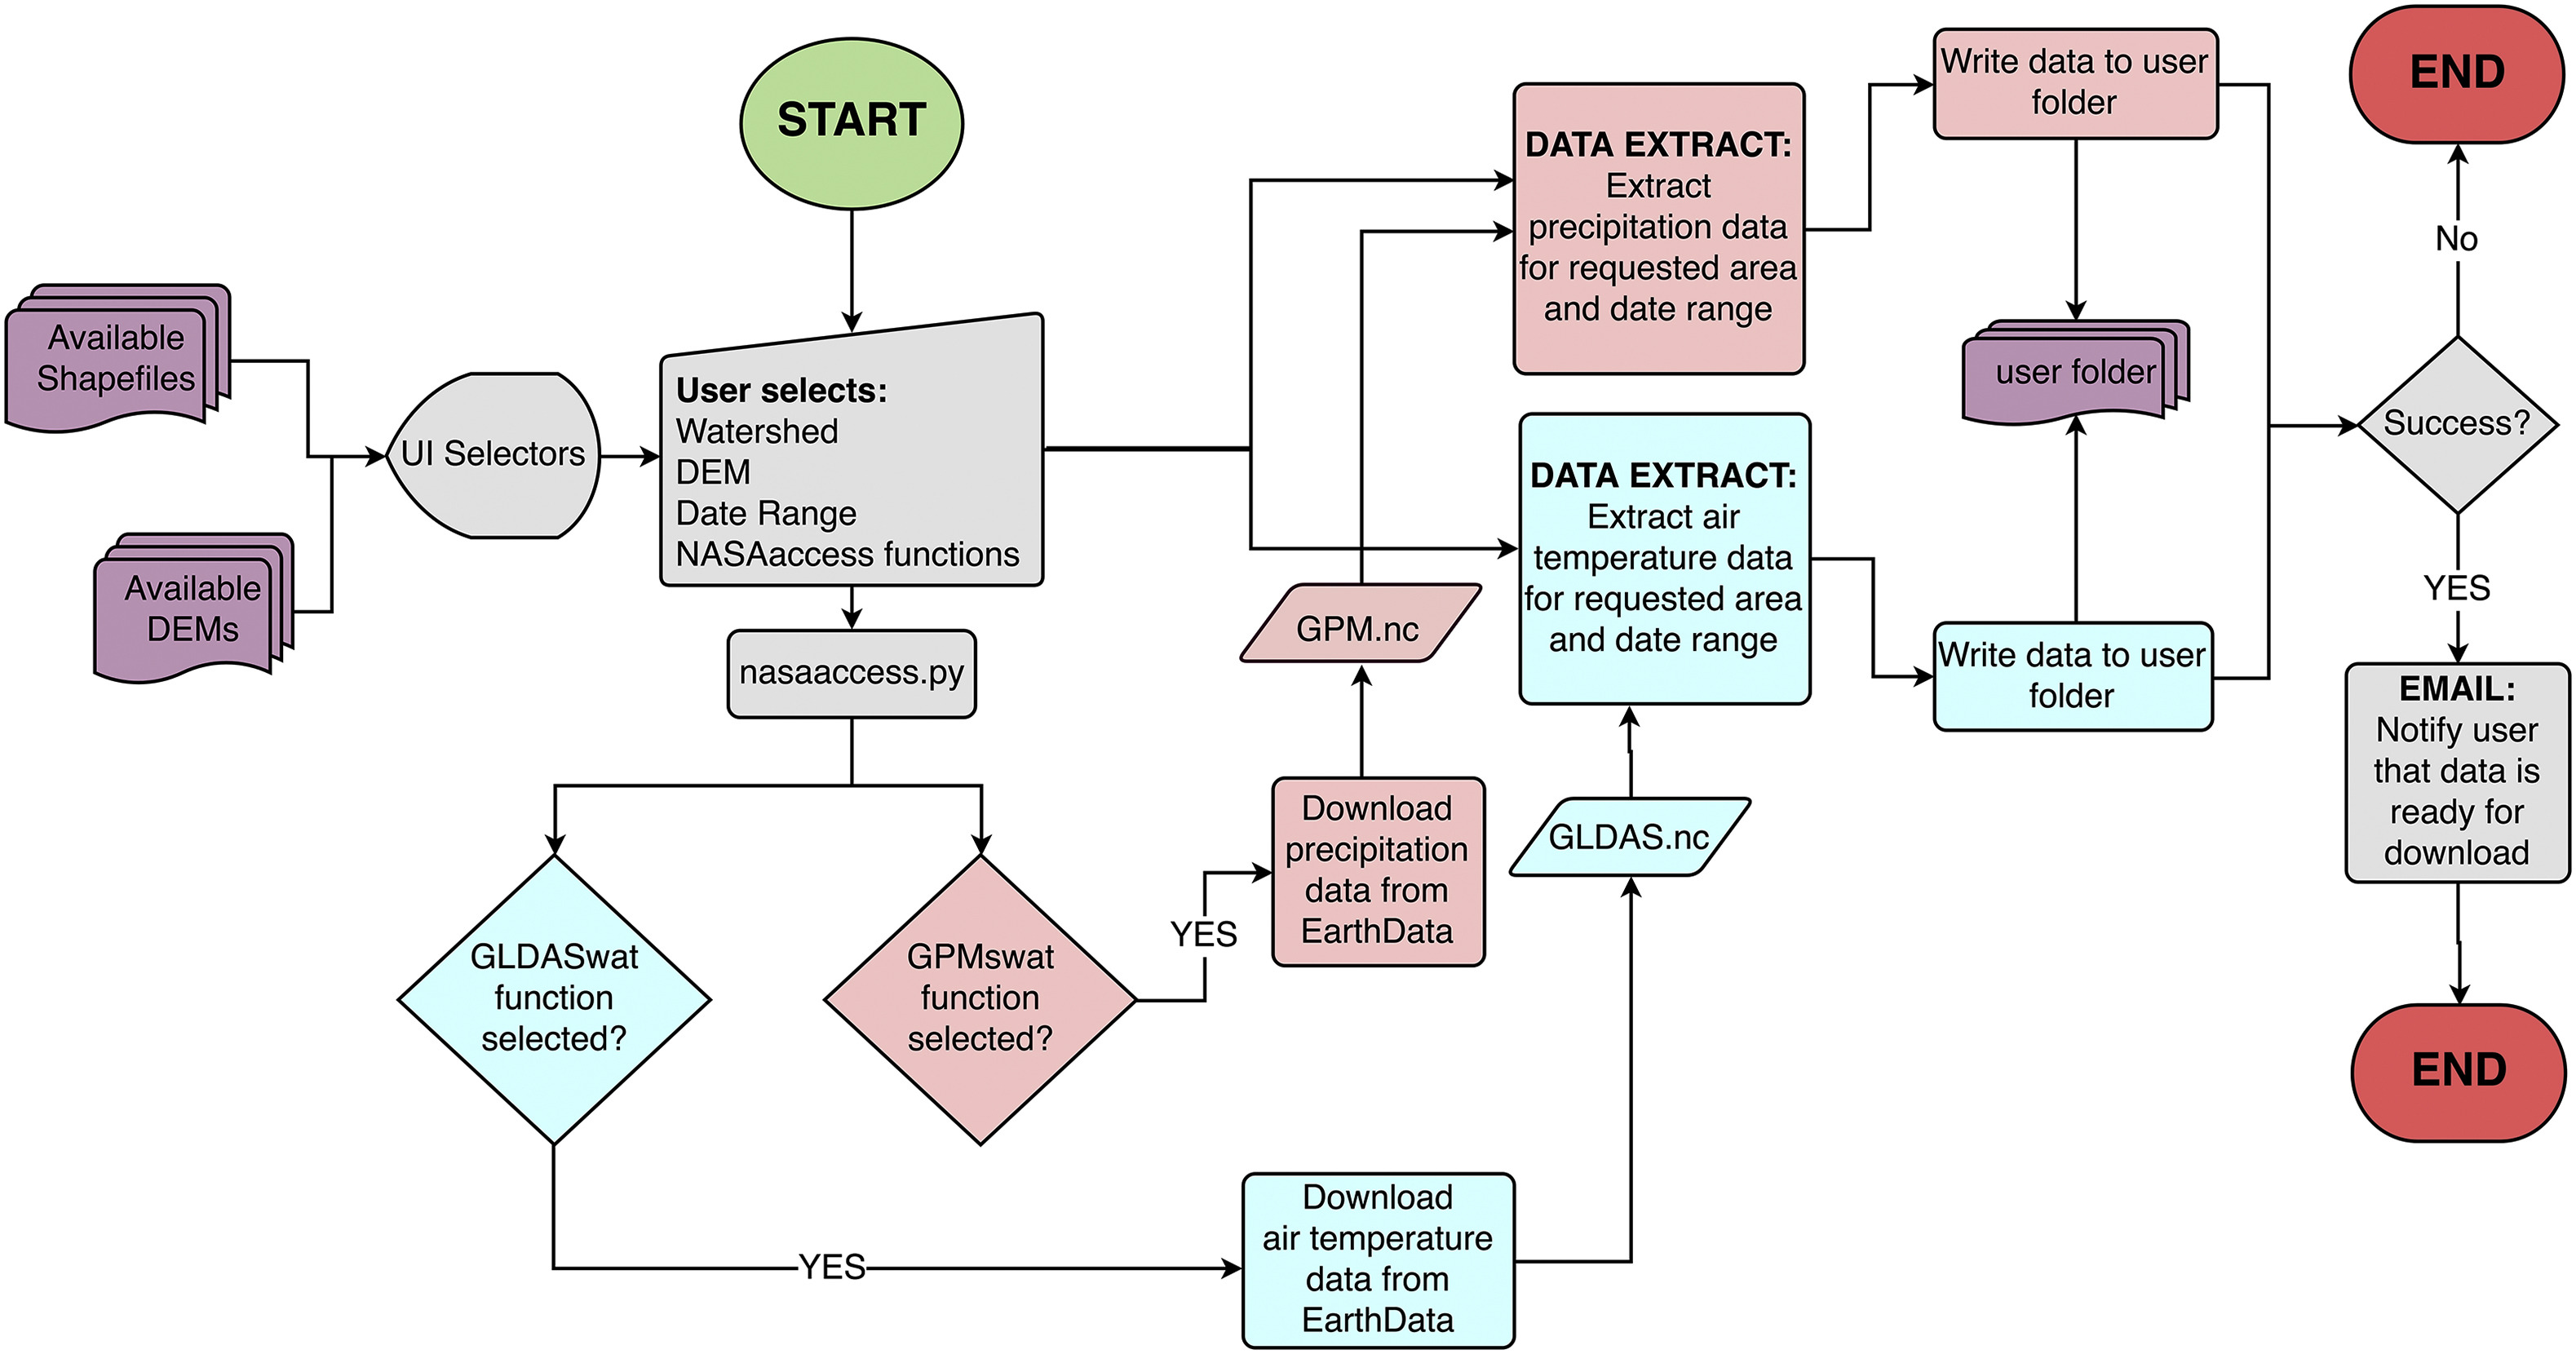 START
Available
Shapefiles
Available
DEMs
UI Selectors
User selects:
Watershed
DEM
Date Range
NASAaccess functions
nasaaccess.py
GLDASwat
function
selected?
YES
GPMswat
function
selected?
YES
Download
precipitation
data from
EarthData
Download
air temperature
data from
EarthData
GPM.nc
GLDAS.nc
DATA EXTRACT:
Extract
precipitation data
for requested area
and date range
DATA EXTRACT:
Extract air
temperature data
for requested area
and date range
Write data to user
folder
user folder
Write data to user
folder
Success?
No
END
YES
EMAIL:
Notify user
that data is
ready for
download
END